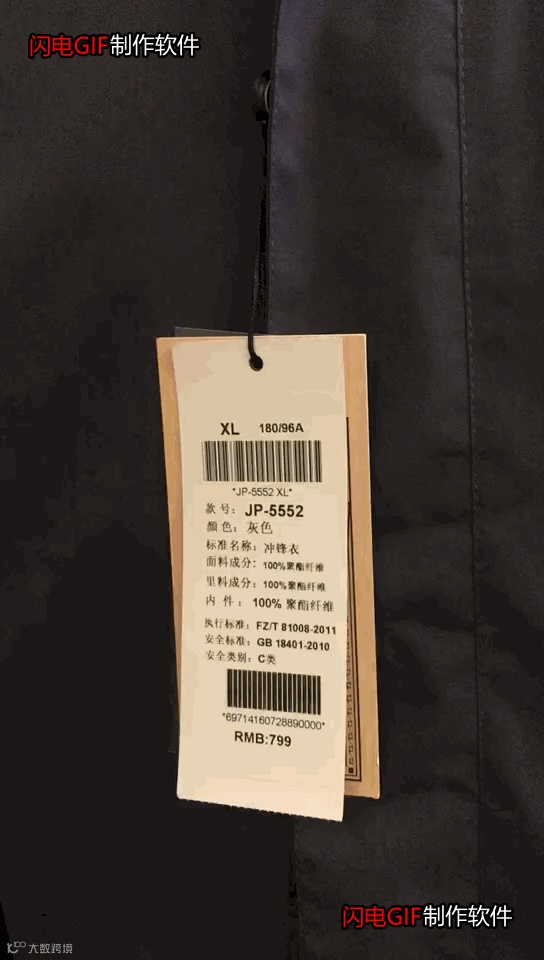 闪电GIF制作软件
XL 180/96A
*JP-5552 XL*
款号：JP-5552
颜色：灰色
标准名称：冲锋衣
面料成分：100%聚酯纤维
里料成分：100%聚酯纤维
内件：100% 聚酯纤维
执行标准：FZ/T 81008-2011
安全标准：GB 18401-2010
安全类别：C类
*69714160728890000*
RMB:799
闪电GIF制作软件
大数跨境